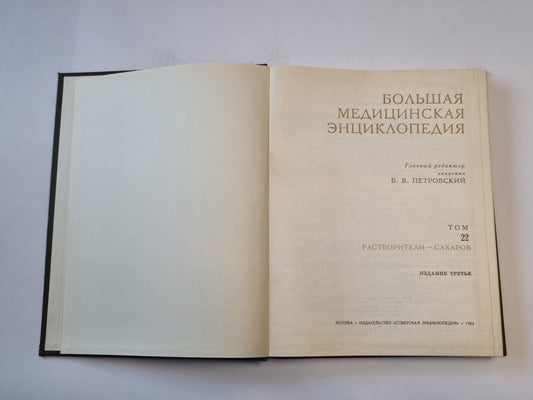 БОЛЬШАЯ
МЕДИЦИНСКАЯ
ЭНЦИКЛОПЕДИЯ
Главный редактор
академик
Б. В. ПЕТРОВСКИЙ
ТОМ
22
РАСТВОРИТЕЛИ — САХАРОВ
ИЗДАНИЕ ТРЕТЬЕ
МОСКВА • ИЗДАТЕЛЬСТВО «СОВЕТСКАЯ ЭНЦИКЛОПЕДИЯ» • 1984